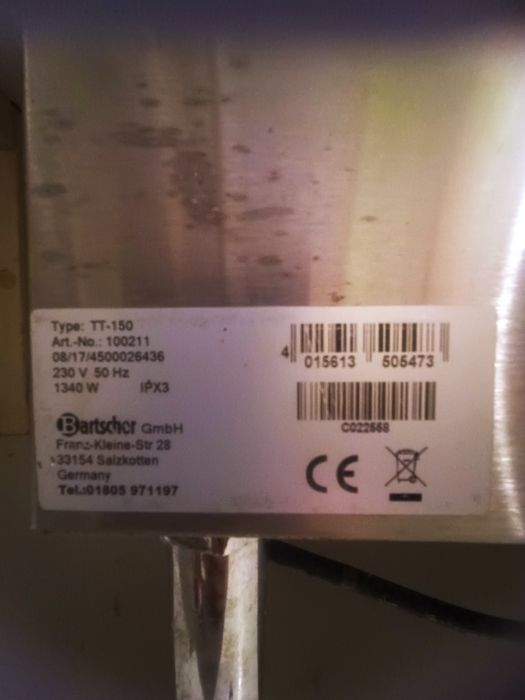 Type: TT-150
Art.-No.: 100211
08/17/4500026436
230 V 50 Hz
1340 W IPX3
Bartscher GmbH
Franz-Kleine-Str 28
33154 Salzkotten
Germany
Tel.:01805 971197
4 015613 505473
C022558
CE